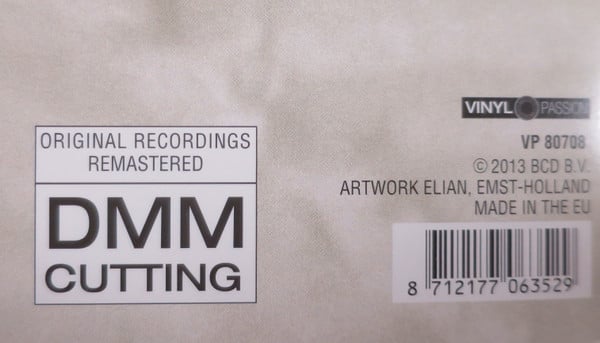 ORIGINAL RECORDINGS
REMASTERED
DMM
CUTTING
VINYL PASSION
VP 80708
© 2013 BCD B.V.
ARTWORK ELIAN, EMST-HOLLAND
MADE IN THE EU
8 712177 063529